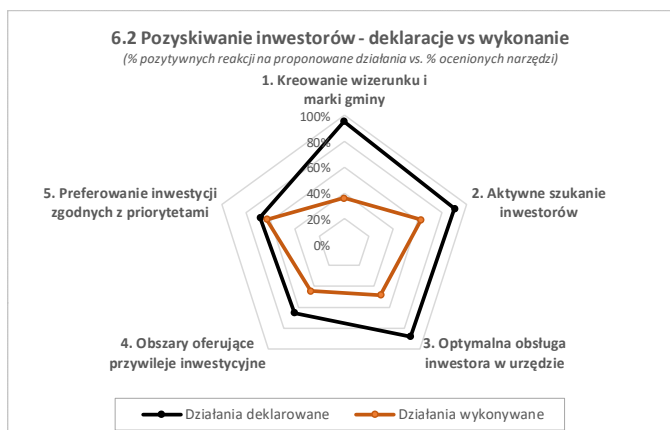 6.2 Pozyskiwanie inwestorów - deklaracje vs wykonanie
(% pozytywnych reakcji na proponowane działania vs. % ocenionych narzędzi)
1. Kreowanie wizerunku i
marki gminy
100%
80%
60%
40%
20%
0%
5. Preferowanie inwestycji
zgodnych z priorytetami
2. Aktywne szukanie
inwestorów
4. Obszary oferujące
przywileje inwestycyjne
3. Optymalna obsługa
inwestora w urzędzie
Działania deklarowane
Działania wykonywane